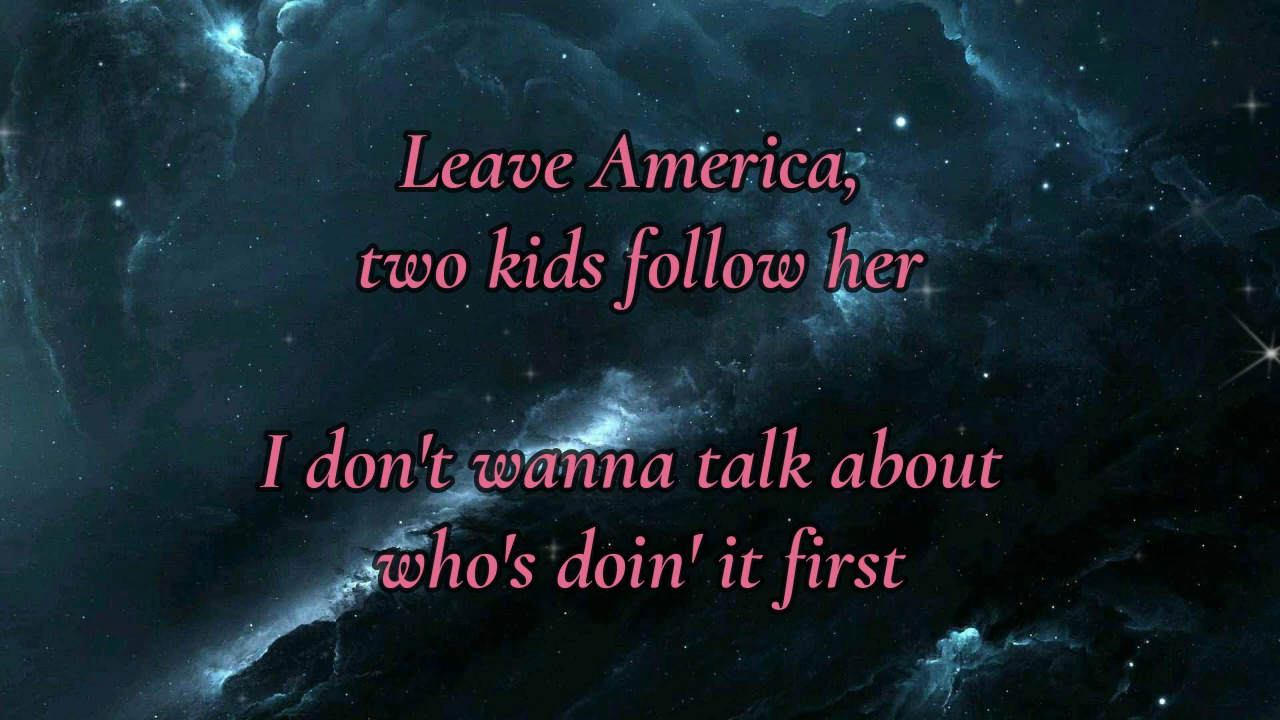 Leave America,
two kids follow her
I don't wanna talk about
who's doin' it first